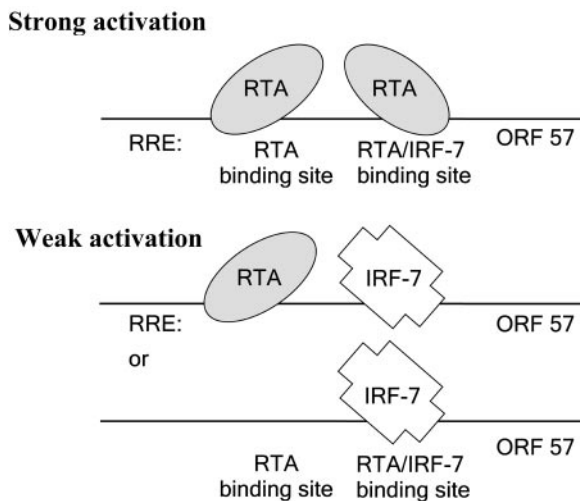 Strong activation
RTA RTA
RRE: RTA RTA/IRF-7 ORF 57
binding site binding site
Weak activation
RTA IRF-7
RRE: ORF 57
or
IRF-7
ORF 57
RTA RTA/IRF-7
binding site binding site